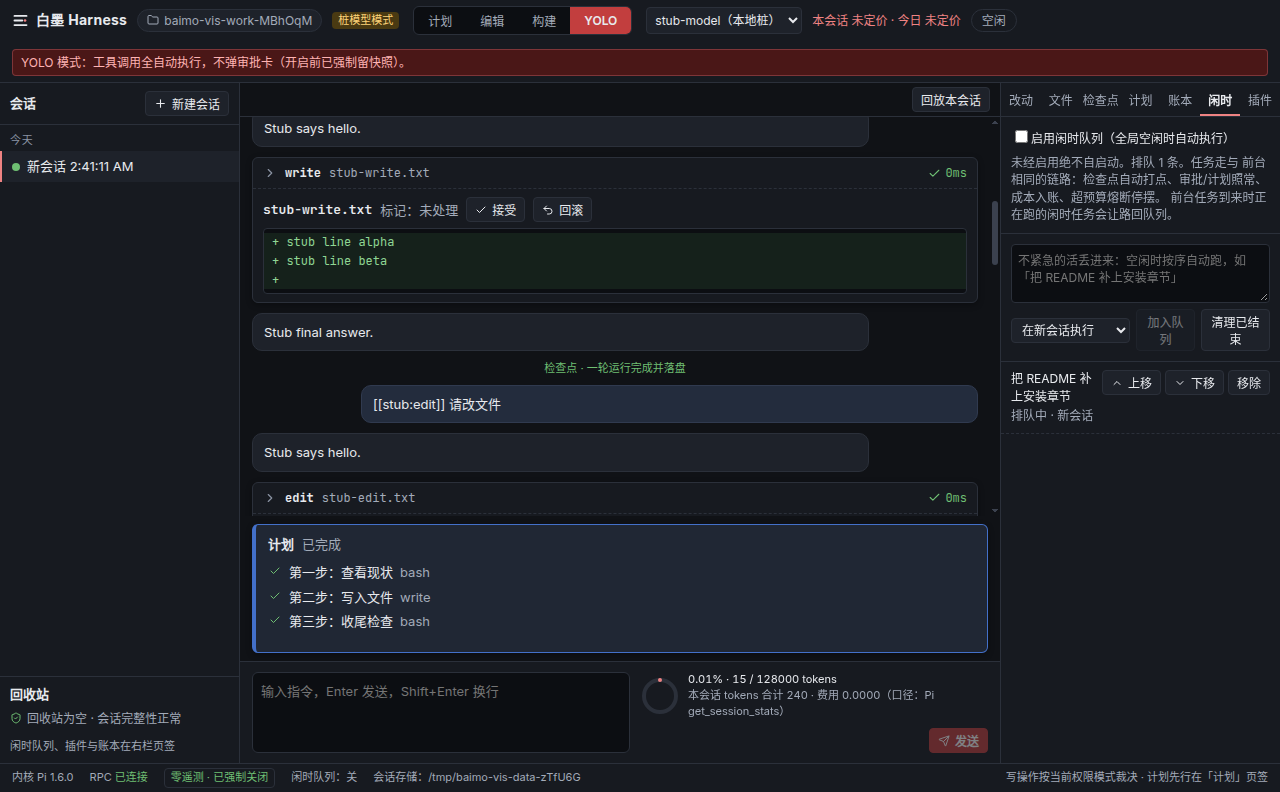 白墨 Harness
baimo-vis-work-MBhOqM
桩模型模式
计划 编辑 构建 YOLO
stub-model（本地桩）
本会话 未定价 · 今日 未定价
空闲
YOLO 模式：工具调用全自动执行，不弹审批卡（开启前已强制留快照）。
会话
新建会话
今天
新会话 2:41:11 AM
回收站
回收站为空 · 会话完整性正常
闲时队列、插件与账本在右栏页签
回放本会话
Stub says hello.
write stub-write.txt
0ms
stub-write.txt 标记：未处理 接受 回滚
+ stub line alpha
+ stub line beta
+
Stub final answer.
检查点 · 一轮运行完成并落盘
[[stub:edit]] 请改文件
Stub says hello.
edit stub-edit.txt
0ms
计划 已完成
第一步：查看现状 bash
第二步：写入文件 write
第三步：收尾检查 bash
输入指令，Enter 发送，Shift+Enter 换行
0.01% · 15 / 128000 tokens
本会话 tokens 合计 240 · 费用 0.0000（口径：Pi
get_session_stats）
发送
改动 文件 检查点 计划 账本 闲时 插件
启用闲时队列（全局空闲时自动执行）
未经启用绝不自启动。排队 1 条。任务走与 前台
相同的链路：检查点自动打点、审批/计划照常、
成本入账、超预算熔断停摆。 前台任务到来时正
在跑的闲时任务会让路回队列。
不紧急的活丢进来：空闲时按序自动跑，如
「把 README 补上安装章节」
在新会话执行
加入队
列
清理已结
束
把 README 补
上安装章节
排队中 · 新会话
上移 下移 移除
内核 Pi 1.6.0
RPC 已连接
零遥测 · 已强制关闭
闲时队列：关
会话存储：/tmp/baimo-vis-data-zTfU6G
写操作按当前权限模式裁决 · 计划先行在「计划」页签